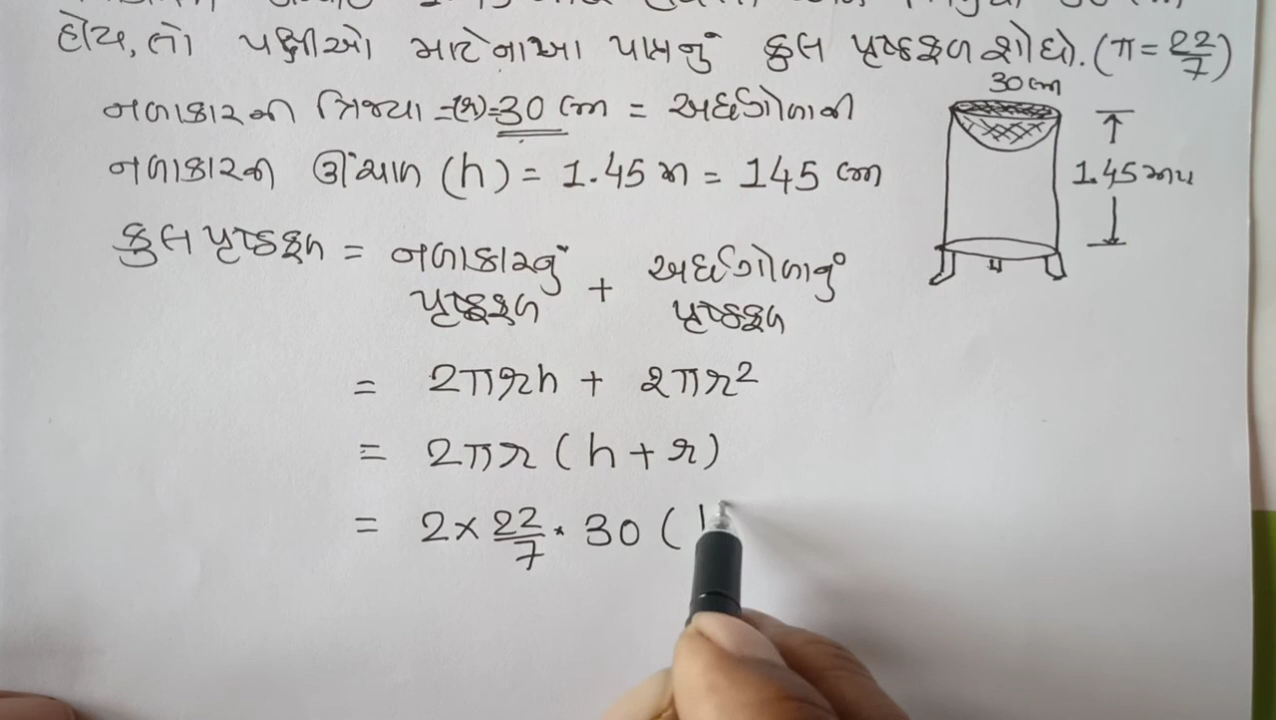 હોય, તો પક્ષીઓ માટેના આ પાત્રનું કુલ પૃષ્ઠફળ શોધો. (π = 22/7)
નળાકારની ત્રિજ્યા =(r)= 30 cm = અર્ધગોળાની
નળાકારની ઊંચાઈ (h) = 1.45 મ = 145 cm
30 cm
1.45 મીટર
કુલ પૃષ્ઠફળ = નળાકારનું પૃષ્ઠફળ + અર્ધગોળાનું પૃષ્ઠફળ
= 2πrh + 2πr²
= 2πr (h + r)
= 2 × 22/7 × 30 (1